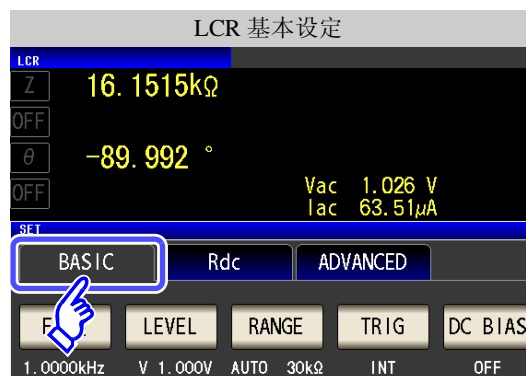 LCR 基本设定
LCR
Z 16.1515kΩ
OFF
θ -89.992 °
OFF
Vac 1.026 V
Iac 63.51μA
SET
BASIC Rdc ADVANCED
LEVEL RANGE TRIG DC BIAS
1.0000kHz V 1.000V AUTO 30kΩ INT OFF